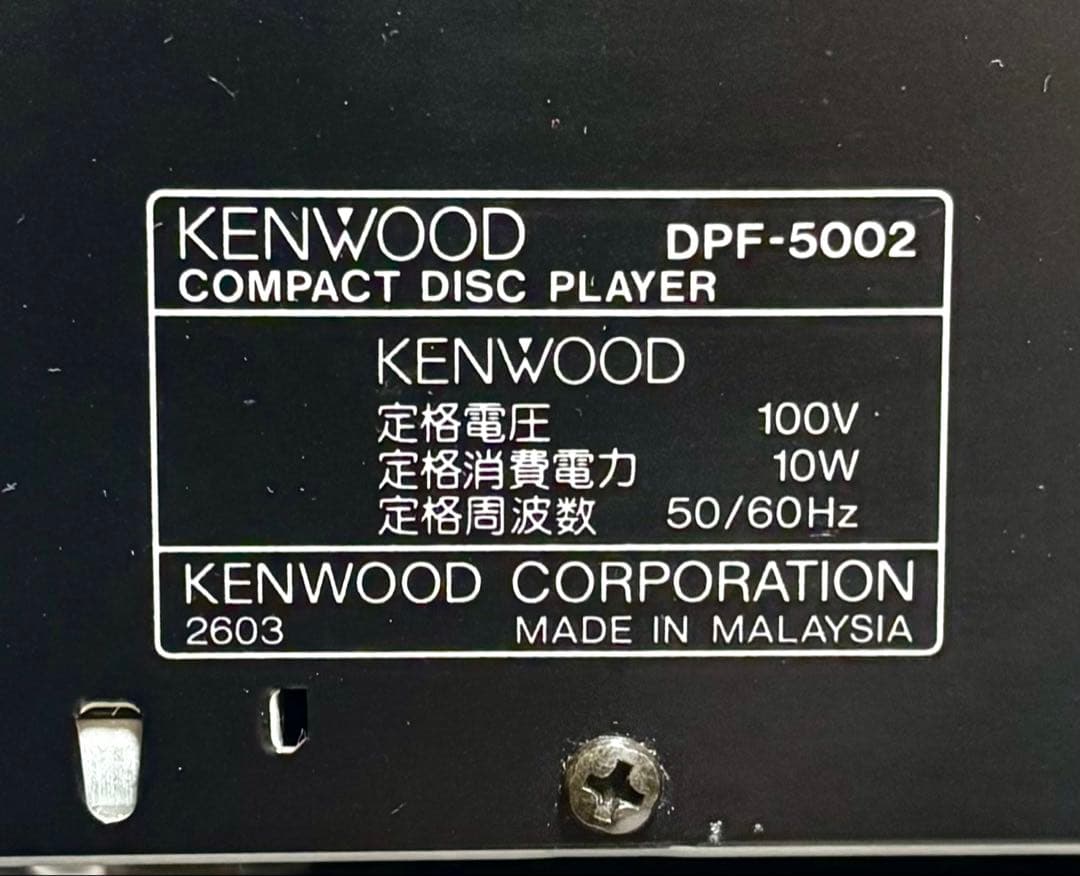 KENWOOD DPF-5002
COMPACT DISC PLAYER
KENWOOD
定格電圧 100V
定格消費電力 10W
定格周波数 50/60Hz
KENWOOD CORPORATION
2603 MADE IN MALAYSIA